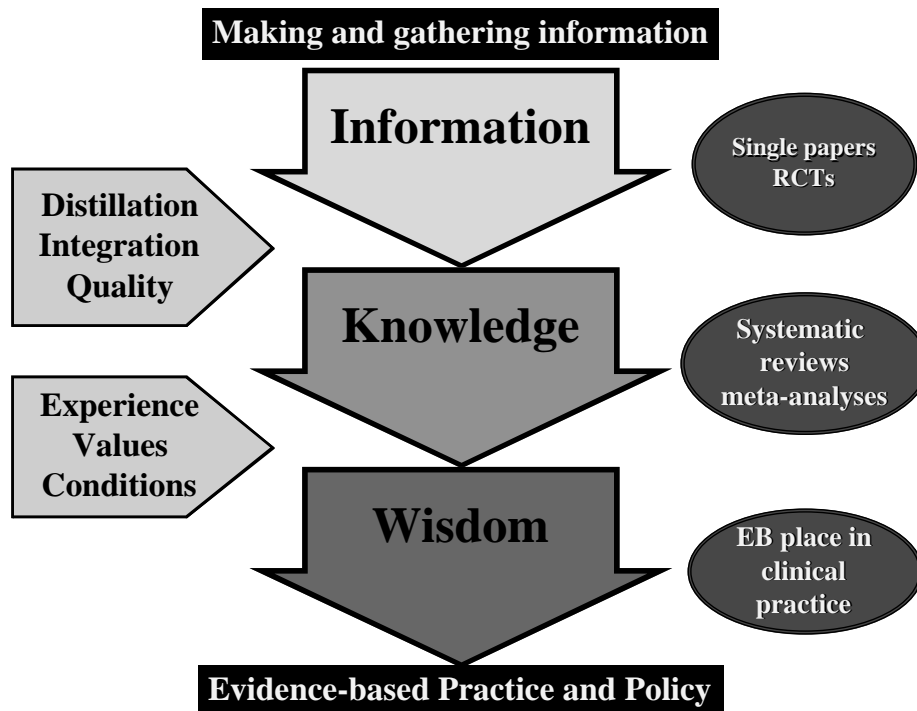 Making and gathering information
Information
Single papers
RCTs
Distillation
Integration
Quality
Knowledge
Systematic
reviews
meta-analyses
Experience
Values
Conditions
Wisdom
EB place in
clinical
practice
Evidence-based Practice and Policy